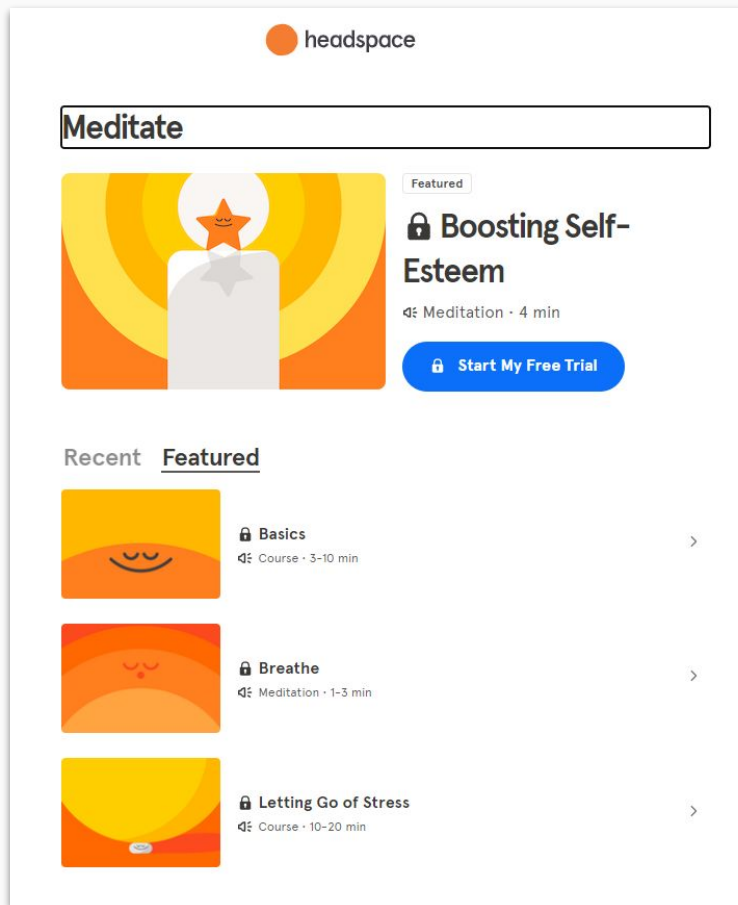 headspace
Meditate
Featured
Boosting Self-
Esteem
Meditation · 4 min
Start My Free Trial
Recent Featured
Basics
Course · 3-10 min
Breathe
Meditation · 1-3 min
Letting Go of Stress
Course · 10-20 min